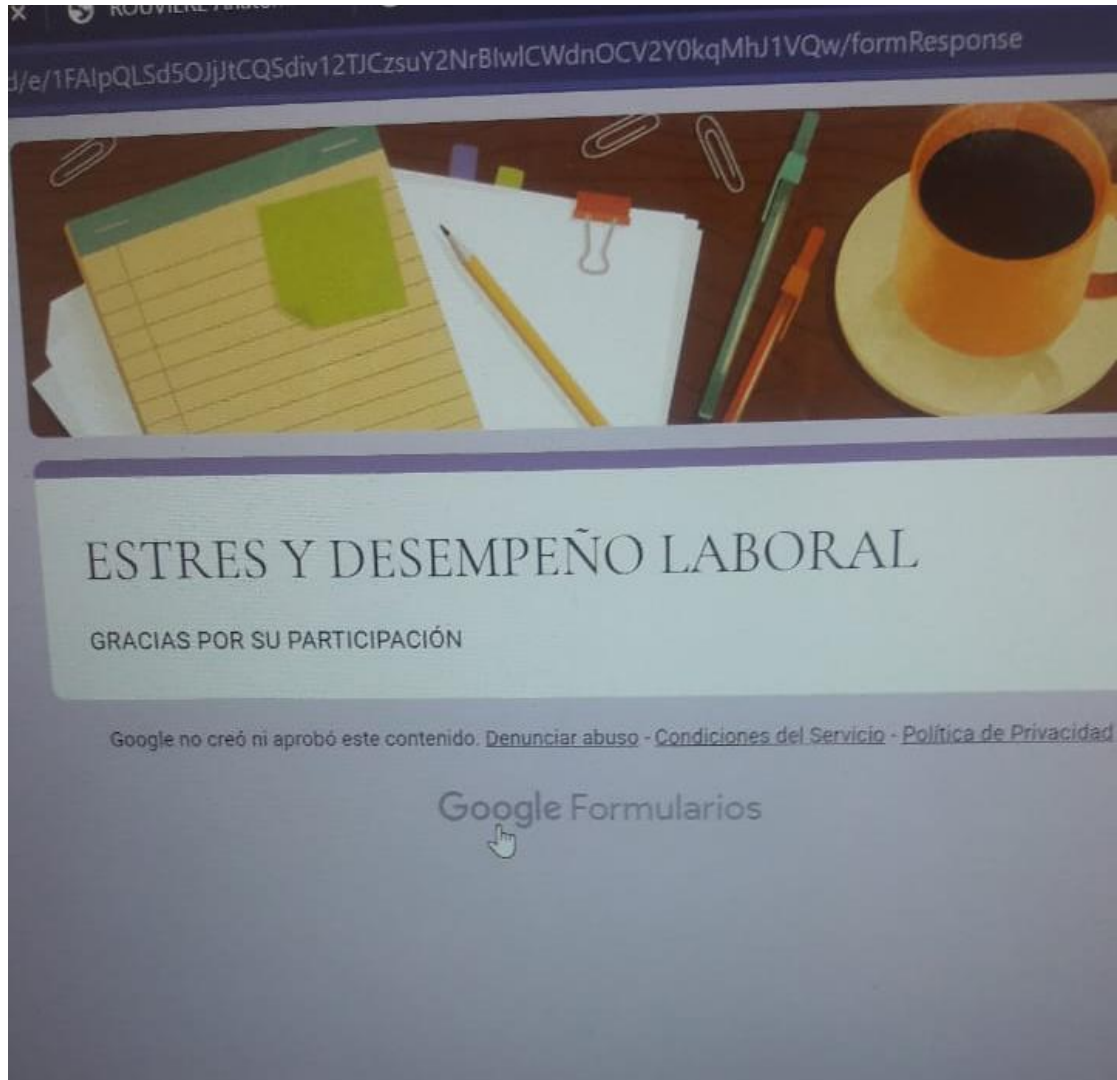 ROUVIERE
d/e/1FAIpQLSd5OJjJtCQSdiv12TJCzsuY2NrBlwlCWdnOCV2Y0kqMhJ1VQw/formResponse
ESTRES Y DESEMPEÑO LABORAL
GRACIAS POR SU PARTICIPACIÓN
Google no creó ni aprobó este contenido. Denunciar abuso - Condiciones del Servicio - Política de Privacidad
Google Formularios